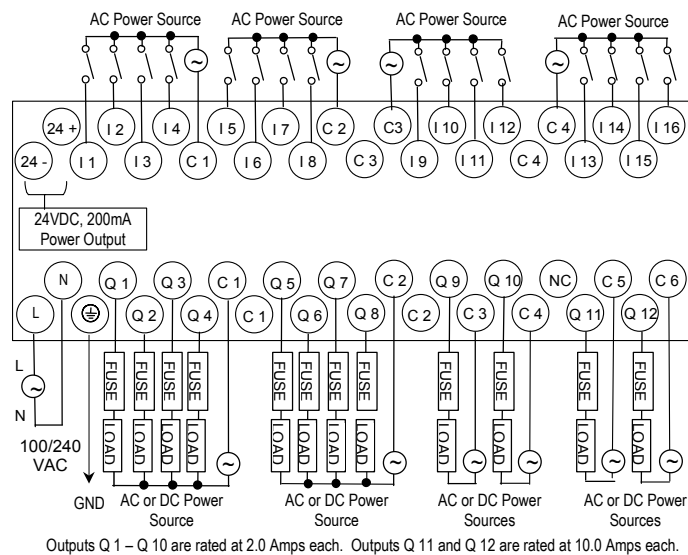 AC Power Source AC Power Source AC Power Source AC Power Source
~ ~ ~ ~
24 + I 2 I 4 I 5 I 7 C 2 C3 I 10 I 12 C 4 I 14 I 16
24 - I 1 I 3 C 1 I 6 I 8 C 3 I 9 I 11 C 4 I 13 I 15
24VDC, 200mA
Power Output
N Q 1 Q 3 C 1 Q 5 Q 7 C 2 Q 9 Q 10 NC C 5 C 6
L Q 2 Q 4 C 1 Q 6 Q 8 C 2 C 3 C 4 Q 11 Q 12
L
~
N
FUSE FUSE FUSE FUSE FUSE FUSE FUSE FUSE FUSE FUSE FUSE FUSE
LOAD LOAD LOAD LOAD ~ LOAD LOAD LOAD LOAD ~ LOAD ~ LOAD ~ LOAD ~ LOAD ~
100/240
VAC
GND
AC or DC Power
Source
AC or DC Power
Source
AC or DC Power
Sources
AC or DC Power
Sources
Outputs Q 1 – Q 10 are rated at 2.0 Amps each. Outputs Q 11 and Q 12 are rated at 10.0 Amps each.